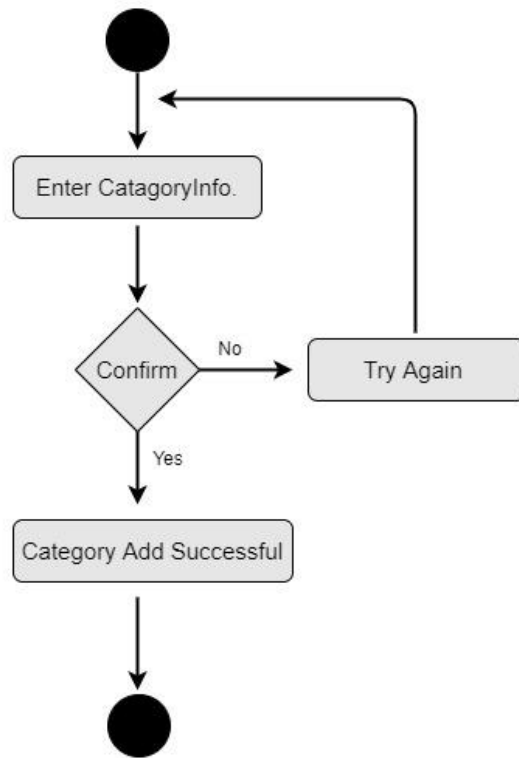 Enter CatagoryInfo.
Confirm
No
Try Again
Yes
Category Add Successful